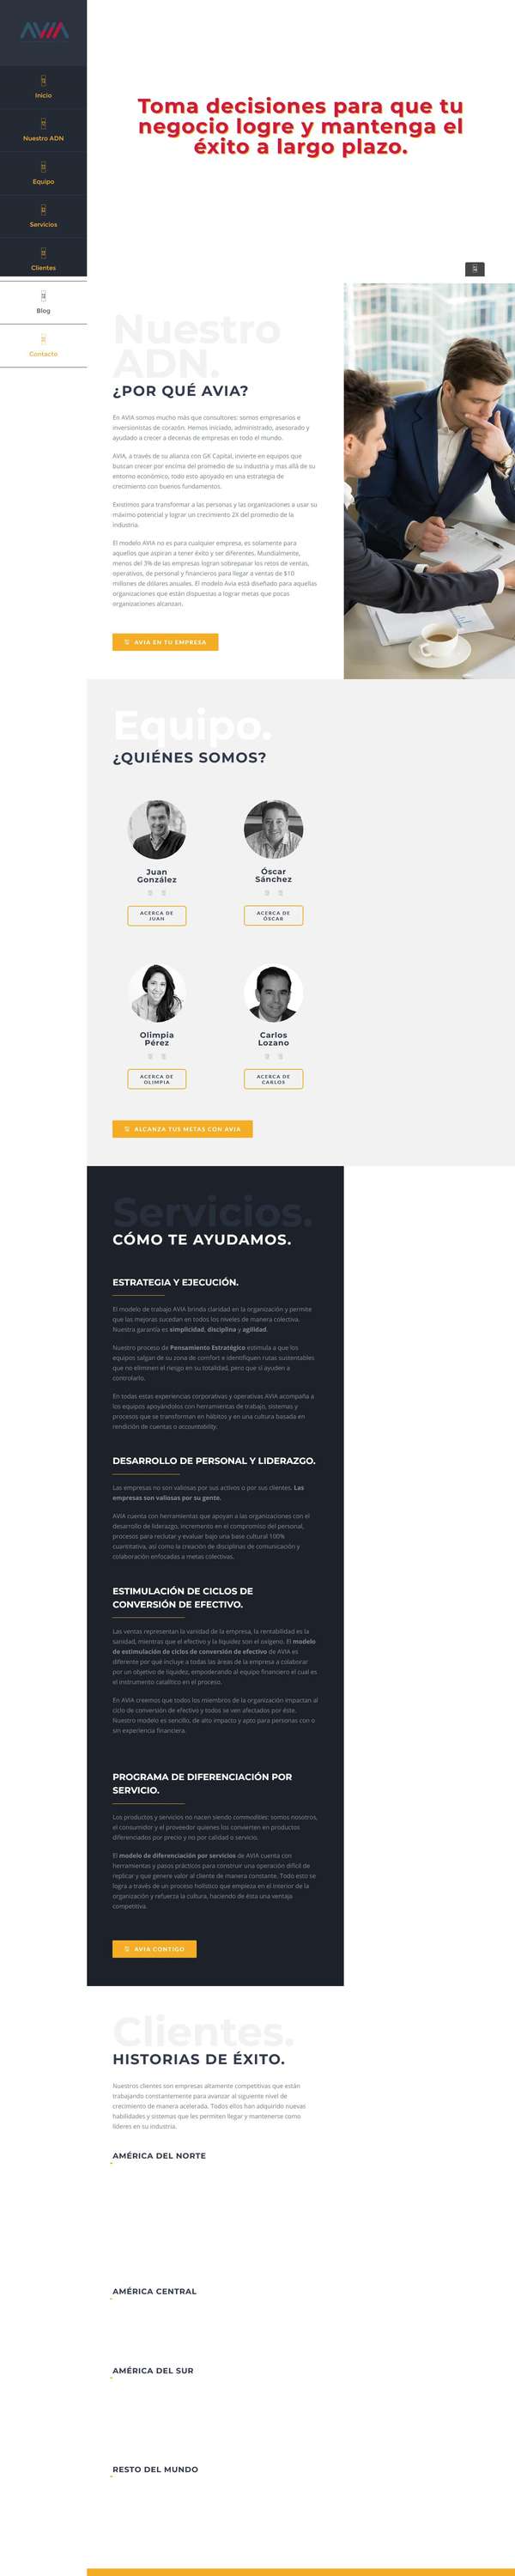 AVIA
Inicio
Nuestro ADN
Equipo
Servicios
Clientes
Blog
Contacto
Toma decisiones para que tu
negocio logre y mantenga el
éxito a largo plazo.
Nuestro
ADN.
¿POR QUÉ AVIA?
En AVIA somos mucho más que consultores: somos empresarios e
inversionistas de corazón. Hemos iniciado, administrado, asesorado y
ayudado a crecer a decenas de empresas en todo el mundo.
AVIA, a través de su alianza con GK Capital, invierte en equipos que
buscan crecer por encima del promedio de su industria y mas allá de su
entorno económico, todo esto apoyado en una estrategia de
crecimiento con buenos fundamentos.
Existimos para transformar a las personas y las organizaciones a usar su
máximo potencial y lograr un crecimiento 2X del promedio de la
industria.
El modelo AVIA no es para cualquier empresa, es solamente para
aquellos que aspiran a tener éxito y ser diferentes. Mundialmente,
menos del 3% de las empresas logran sobrepasar los retos de ventas,
operativos, de personal y financieros para llegar a ventas de $10
millones de dólares anuales. El modelo Avia está diseñado para aquellas
organizaciones que están dispuestas a lograr metas que pocas
organizaciones alcanzan.
AVIA EN TU EMPRESA
Equipo.
¿QUIÉNES SOMOS?
Juan
González
ACERCA DE
JUAN
Óscar
Sánchez
ACERCA DE
ÓSCAR
Olimpia
Pérez
ACERCA DE
OLIMPIA
Carlos
Lozano
ACERCA DE
CARLOS
ALCANZA TUS METAS CON AVIA
Servicios.
CÓMO TE AYUDAMOS.
ESTRATEGIA Y EJECUCIÓN.
El modelo de trabajo AVIA brinda claridad en la organización y permite
que las mejoras sucedan en todos los niveles de manera colectiva.
Nuestra garantía es simplicidad, disciplina y agilidad.
Nuestro proceso de Pensamiento Estratégico estimula a que los
equipos salgan de su zona de comfort e identifiquen rutas sustentables
que no eliminen el riesgo en su totalidad, pero que sí ayuden a
controlarlo.
En todas estas experiencias corporativas y operativas AVIA acompaña a
los equipos apoyándolos con herramientas de trabajo, sistemas y
procesos que se transforman en hábitos y en una cultura basada en
rendición de cuentas o accountability.
DESARROLLO DE PERSONAL Y LIDERAZGO.
Las empresas no son valiosas por sus activos o por sus clientes. Las
empresas son valiosas por su gente.
AVIA cuenta con herramientas que apoyan a las organizaciones con el
desarrollo de liderazgo, incremento en el compromiso del personal,
procesos para reclutar y evaluar bajo una base cultural 100%
cuantitativa, así como la creación de disciplinas de comunicación y
colaboración enfocadas a metas colectivas.
ESTIMULACIÓN DE CICLOS DE
CONVERSIÓN DE EFECTIVO.
Las ventas representan la vanidad de la empresa, la rentabilidad es la
sanidad, mientras que el efectivo y la liquidez son el oxígeno. El modelo
de estimulación de ciclos de conversión de efectivo de AVIA es
diferente por qué incluye a todas las áreas de la empresa a colaborar
por un objetivo de liquidez, empoderando al equipo financiero el cual es
el instrumento catalítico en el proceso.
En AVIA creemos que todos los miembros de la organización impactan al
ciclo de conversión de efectivo y todos se ven afectados por éste.
Nuestro modelo es sencillo, de alto impacto y apto para personas con o
sin experiencia financiera.
PROGRAMA DE DIFERENCIACIÓN POR
SERVICIO.
Los productos y servicios no nacen siendo commodities: somos nosotros,
el consumidor y el proveedor quienes los convierten en productos
diferenciados por precio y no por calidad o servicio.
El modelo de diferenciación por servicios de AVIA cuenta con
herramientas y pasos prácticos para construir una operación difícil de
replicar y que genere valor al cliente de manera constante. Todo esto se
logra a través de un proceso holístico que empieza en el interior de la
organización y refuerza la cultura, haciendo de ésta una ventaja
competitiva.
AVIA CONTIGO
Clientes.
HISTORIAS DE ÉXITO.
Nuestros clientes son empresas altamente competitivas que están
trabajando constantemente para avanzar al siguiente nivel de
crecimiento de manera acelerada. Todos ellos han adquirido nuevas
habilidades y sistemas que les permiten llegar y mantenerse como
líderes en su industria.
AMÉRICA DEL NORTE
AMÉRICA CENTRAL
AMÉRICA DEL SUR
RESTO DEL MUNDO